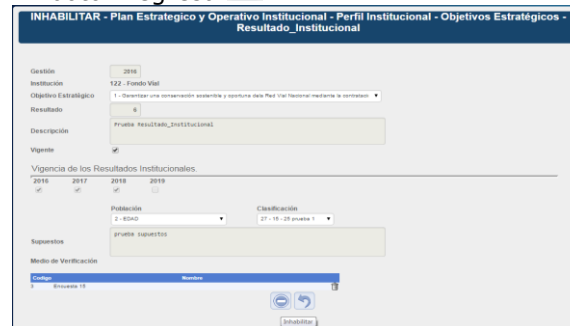 INHABILITAR - Plan Estrategico y Operativo Institucional - Perfil Institucional - Objetivos Estratégicos -
Resultado_Institucional
Gestión 2016
Institución 122 - Fondo Vial
Objetivo Estratégico 1 - Garantizar una conservación sostenible y oportuna dela Red Vial Nacional mediante la contratació
Resultado 6
Descripción Prueba Resultado_Institucional
Vigente
Vigencia de los Resultados Institucionales.
2016 2017 2018 2019
Población Clasificación
2 - EDAD 27 - 15 - 25 prueba 1
Supuestos prueba supuestos
Medio de Verificación
Codigo Nombre
3 Encuesta 15
Inhabilitar